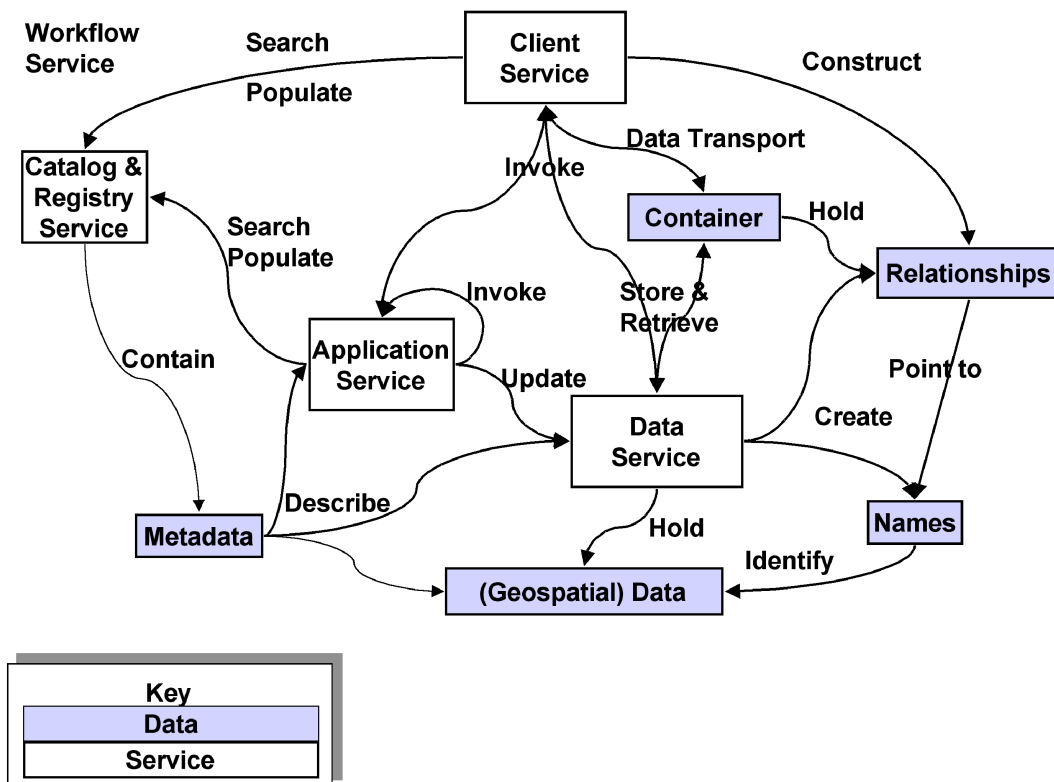 Workflow
Service
Search
Populate
Client
Service
Construct
Data Transport
Invoke
Catalog &
Registry
Service
Container
Hold
Search
Populate
Relationships
Invoke
Store &
Retrieve
Contain
Application
Service
Update
Point to
Data
Service
Create
Describe
Metadata
Hold
Names
Identify
(Geospatial) Data
Key
Data
Service